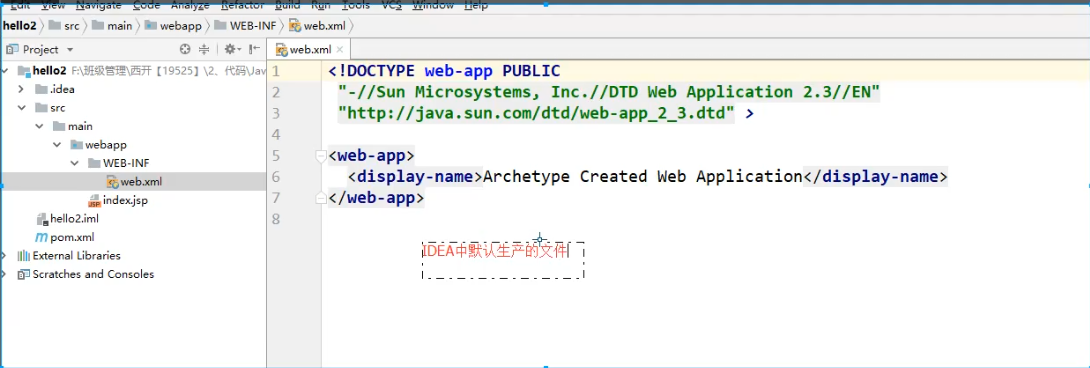 Edit View Navigate Code Analyze Refactor Build Run Tools VCS Window Help
hello2 src main webapp WEB-INF web.xml
Project
web.xml
hello2 F:\班级管理\西开【19525】\2、代码\Jav
.idea
src
main
webapp
WEB-INF
web.xml
index.jsp
hello2.iml
pom.xml
External Libraries
Scratches and Consoles
1 <!DOCTYPE web-app PUBLIC
2 "-//Sun Microsystems, Inc.//DTD Web Application 2.3//EN"
3 "http://java.sun.com/dtd/web-app_2_3.dtd" >
4
5 <web-app>
6 <display-name>Archetype Created Web Application</display-name>
7 </web-app>
8
IDEA中默认生产的文件